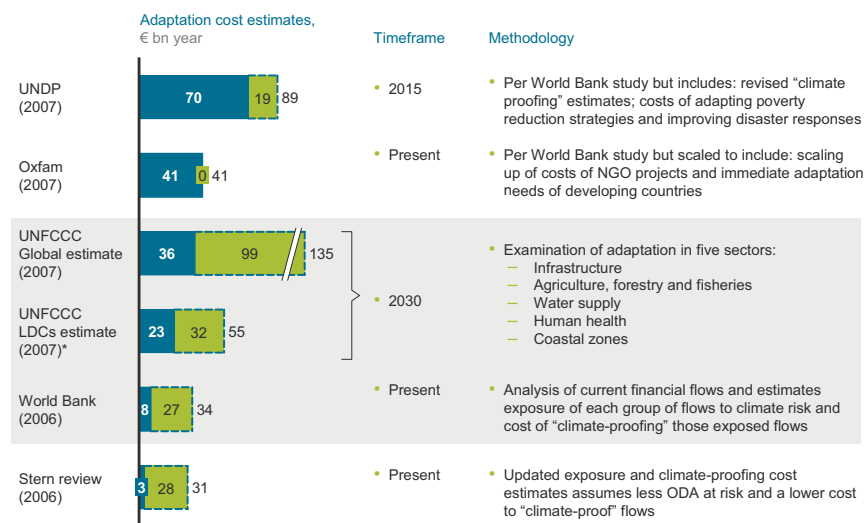 Adaptation cost estimates,
€ bn year
Timeframe
Methodology
UNDP
(2007)
70
19
89
• 2015
• Per World Bank study but includes: revised “climate
proofing” estimates; costs of adapting poverty
reduction strategies and improving disaster responses
Oxfam
(2007)
41
0
41
• Present
• Per World Bank study but scaled to include: scaling
up of costs of NGO projects and immediate adaptation
needs of developing countries
UNFCCC
Global estimate
(2007)
36
99
135
UNFCCC
LDCs estimate
(2007)*
23
32
55
• 2030
• Examination of adaptation in five sectors:
– Infrastructure
– Agriculture, forestry and fisheries
– Water supply
– Human health
– Coastal zones
World Bank
(2006)
8
27
34
• Present
• Analysis of current financial flows and estimates
exposure of each group of flows to climate risk and
cost of “climate-proofing” those exposed flows
Stern review
(2006)
3
28
31
• Present
• Updated exposure and climate-proofing cost
estimates assumes less ODA at risk and a lower cost
to “climate-proof” flows